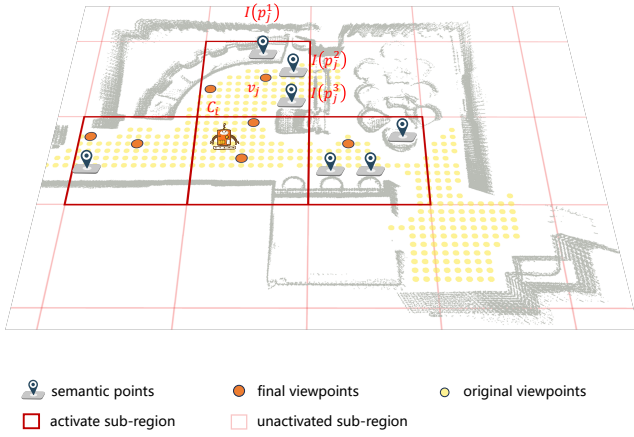 I(p_j^1)
I(p_j^2)
v_j
I(p_j^3)
C_i
semantic points
final viewpoints
original viewpoints
activate sub-region
unactivated sub-region